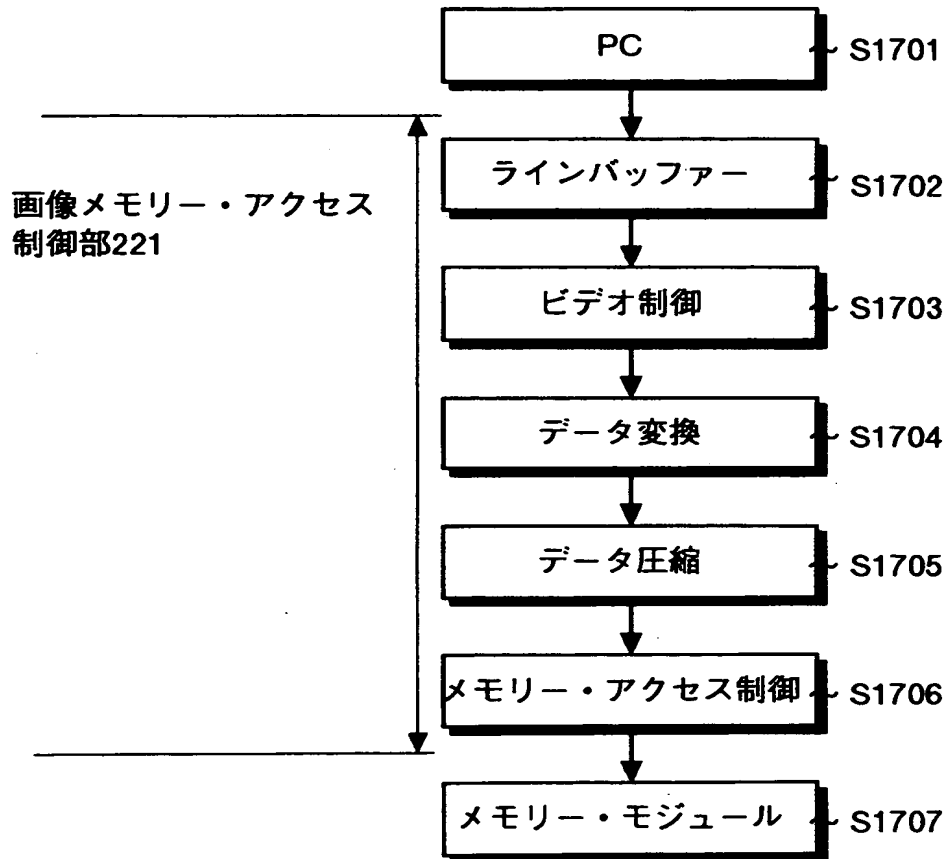 PC
S1701
ラインバッファー
S1702
画像メモリー・アクセス
制御部221
ビデオ制御
S1703
データ変換
S1704
データ圧縮
S1705
メモリー・アクセス制御
S1706
メモリー・モジュール
S1707